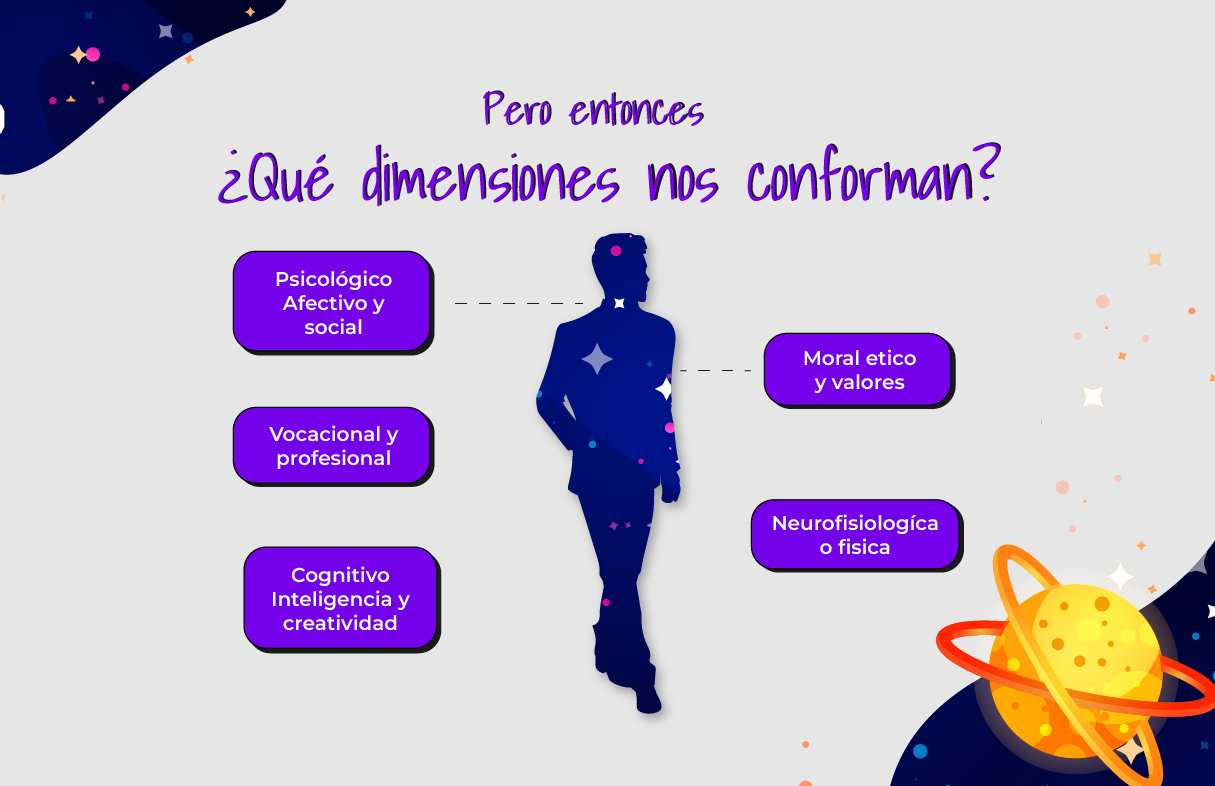 Pero entonces
¿Qué dimensiones nos conforman?
Psicológico
Afectivo y
social
Moral etico
y valores
Vocacional y
profesional
Neurofisiologíca
o fisica
Cognitivo
Inteligencia y
creatividad